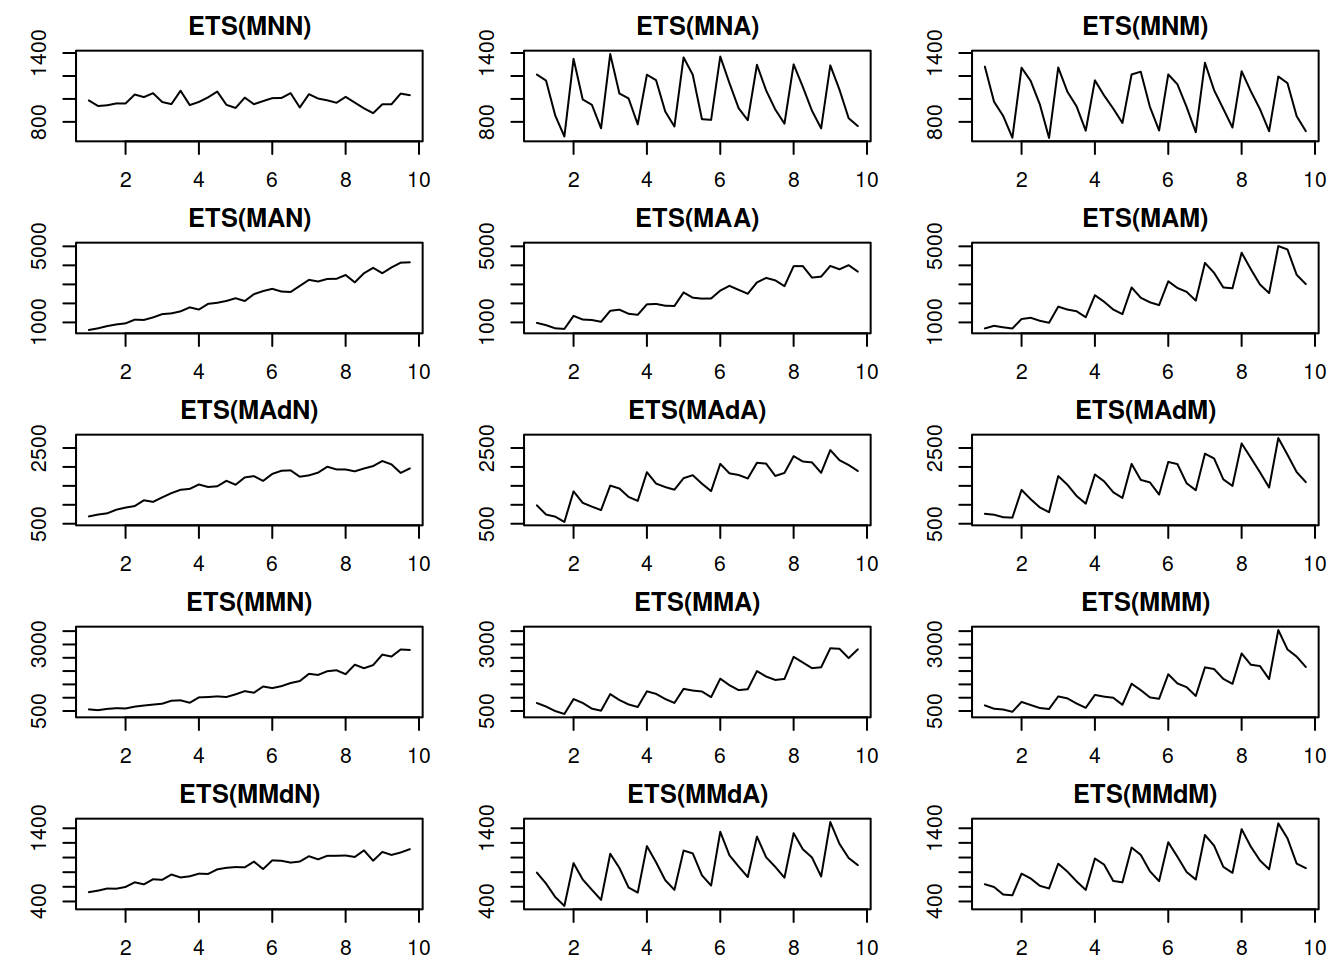 ETS(MNN) ETS(MNA) ETS(MNM)
1400 1400 1400
800 800 800
2 4 6 8 10 2 4 6 8 10 2 4 6 8 10
ETS(MAN) ETS(MAA) ETS(MAM)
5000 5000 5000
1000 1000 1000
2 4 6 8 10 2 4 6 8 10 2 4 6 8 10
ETS(MAdN) ETS(MAdA) ETS(MAdM)
2500 2500 2500
500 500 500
2 4 6 8 10 2 4 6 8 10 2 4 6 8 10
ETS(MMN) ETS(MMA) ETS(MMM)
3000 3000 3000
500 500 500
2 4 6 8 10 2 4 6 8 10 2 4 6 8 10
ETS(MMdN) ETS(MMdA) ETS(MMdM)
1400 1400 1400
400 400 400
2 4 6 8 10 2 4 6 8 10 2 4 6 8 10